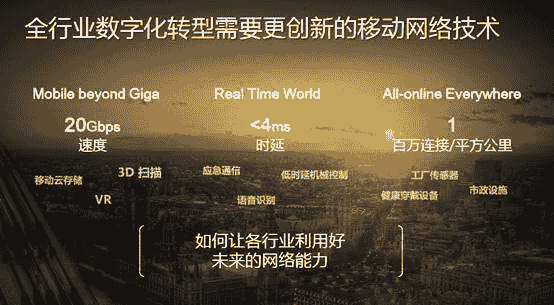 全行业数字化转型需要更创新的移动网络技术
Mobile beyond Giga
Real Time World
All-online Everywhere
20Gbps
<4ms
1
速度
时延
百万连接/平方公里
移动云存储
3D 扫描
应急通信
低时延机械控制
工厂传感器
VR
语音识别
健康穿戴设备
市政设施
如何让各行业利用好
未来的网络能力